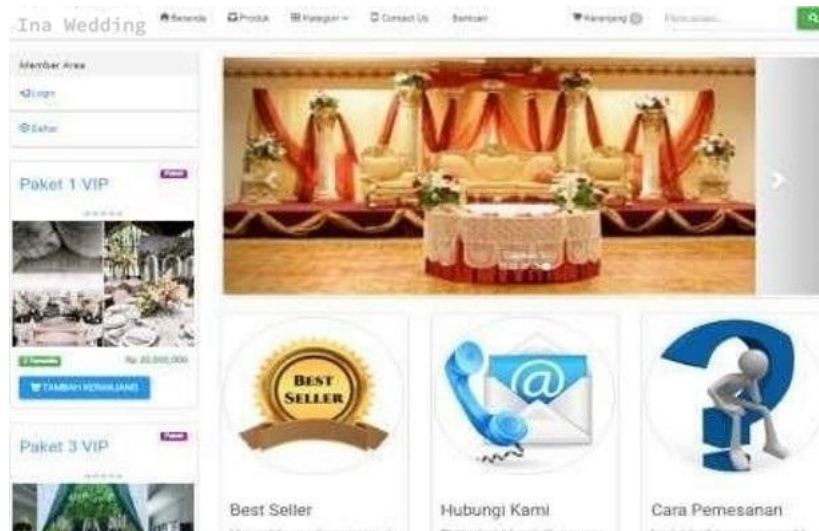 Ina Wedding
Beranda Produk Kategori Contact Us Bantuan Keranjang
Member Area
Login
Daftar
Paket 1 VIP
Paket
Rp 20,000,000
TAMBAH KERANJANG
Paket 3 VIP
Paket
BEST
SELLER
Best Seller
Hubungi Kami
Cara Pemesanan